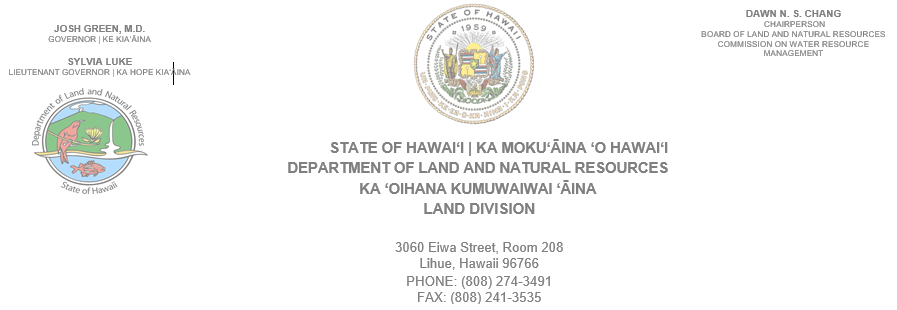 JOSH GREEN, M.D.
GOVERNOR | KE KIAʻĀINA
SYLVIA LUKE
LIEUTENANT GOVERNOR | KA HOPE KIAʻĀINA
Department of Land and Natural Resources
State of Hawaii
STATE OF HAWAII
1959
DAWN N. S. CHANG
CHAIRPERSON
BOARD OF LAND AND NATURAL RESOURCES
COMMISSION ON WATER RESOURCE
MANAGEMENT
STATE OF HAWAIʻI | KA MOKUʻĀINA ʻO HAWAIʻI
DEPARTMENT OF LAND AND NATURAL RESOURCES
KA ʻOIHANA KUMUWAIWAI ʻĀINA
LAND DIVISION
3060 Eiwa Street, Room 208
Lihue, Hawaii 96766
PHONE: (808) 274-3491
FAX: (808) 241-3535